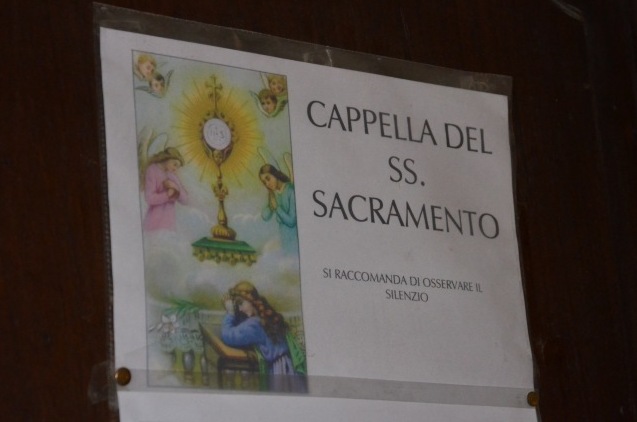 CAPPELLA DEL
SS.
SACRAMENTO
SI RACCOMANDA DI OSSERVARE IL
SILENZIO